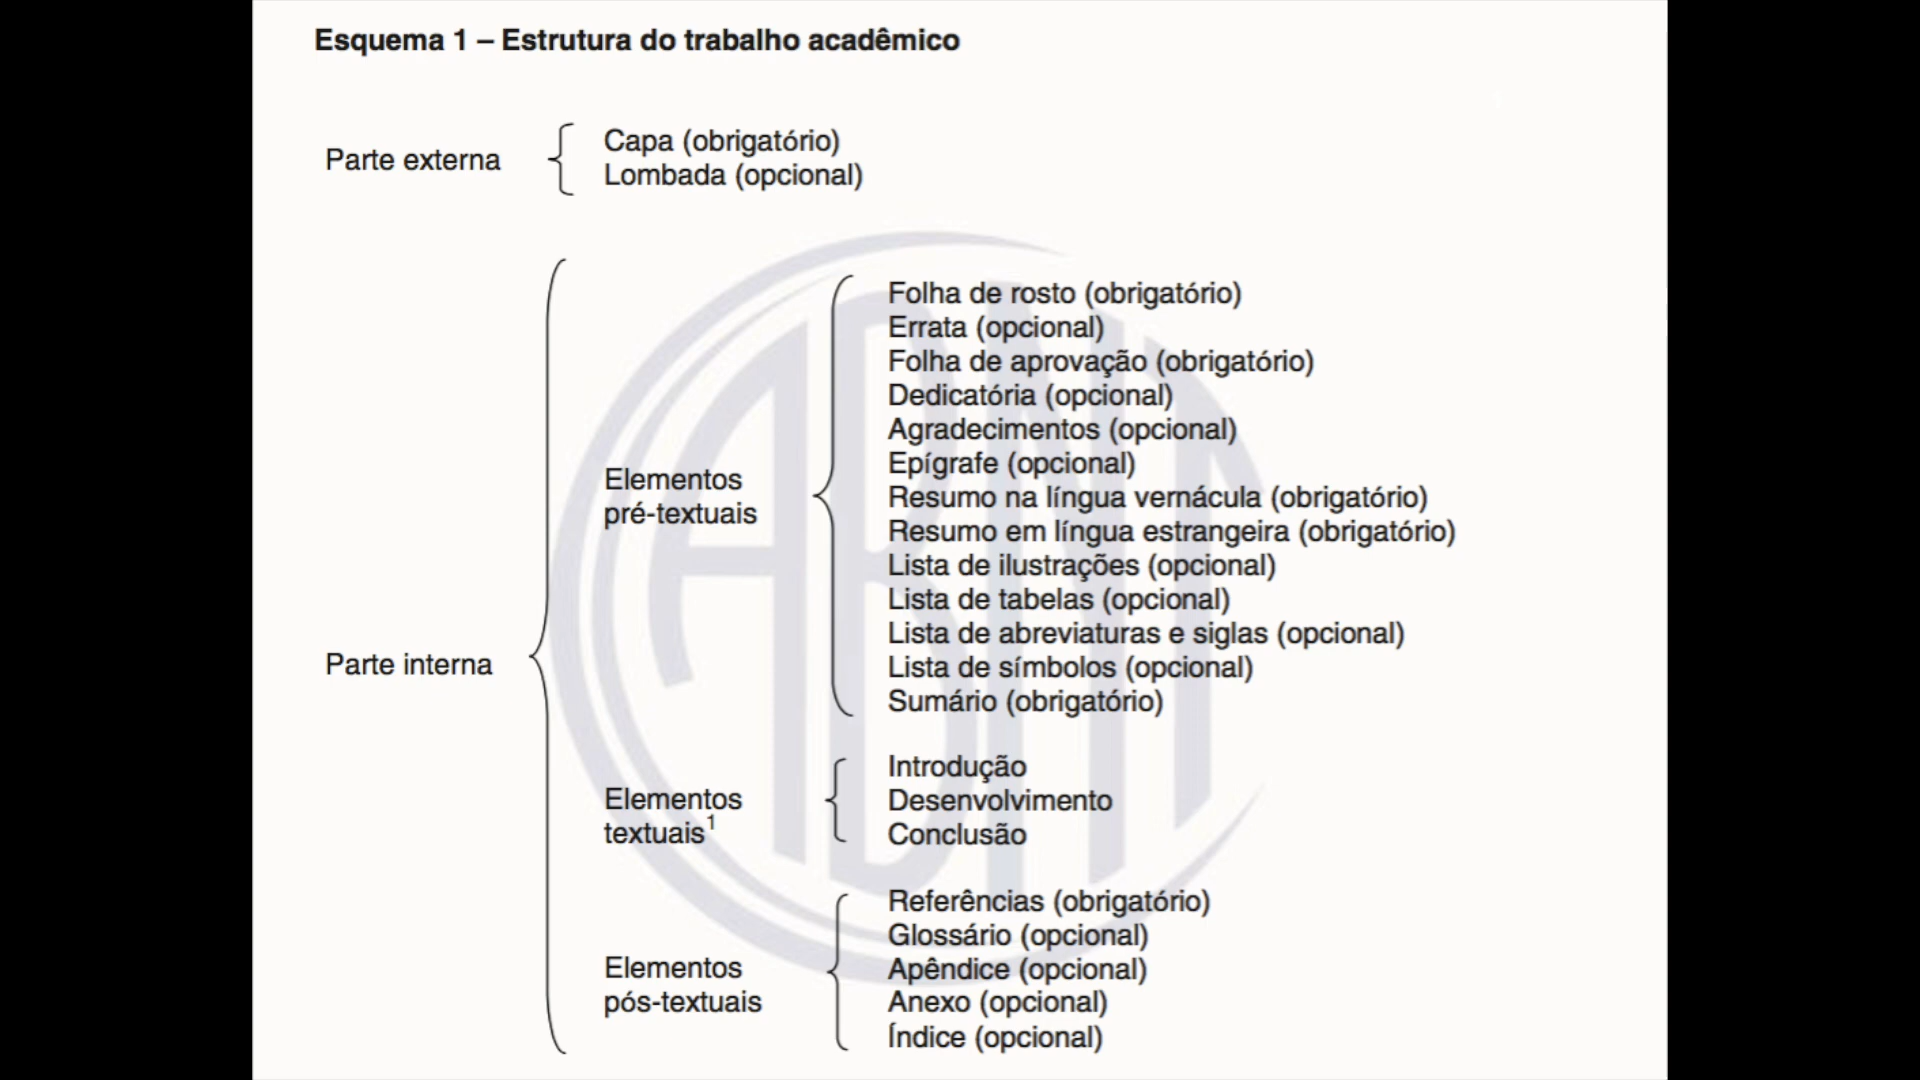 Esquema 1 – Estrutura do trabalho acadêmico
Parte externa
Capa (obrigatório)
Lombada (opcional)
Parte interna
Elementos
pré-textuais
Folha de rosto (obrigatório)
Errata (opcional)
Folha de aprovação (obrigatório)
Dedicatória (opcional)
Agradecimentos (opcional)
Epígrafe (opcional)
Resumo na língua vernácula (obrigatório)
Resumo em língua estrangeira (obrigatório)
Lista de ilustrações (opcional)
Lista de tabelas (opcional)
Lista de abreviaturas e siglas (opcional)
Lista de símbolos (opcional)
Sumário (obrigatório)
Elementos
textuais¹
Introdução
Desenvolvimento
Conclusão
Elementos
pós-textuais
Referências (obrigatório)
Glossário (opcional)
Apêndice (opcional)
Anexo (opcional)
Índice (opcional)
ABNT